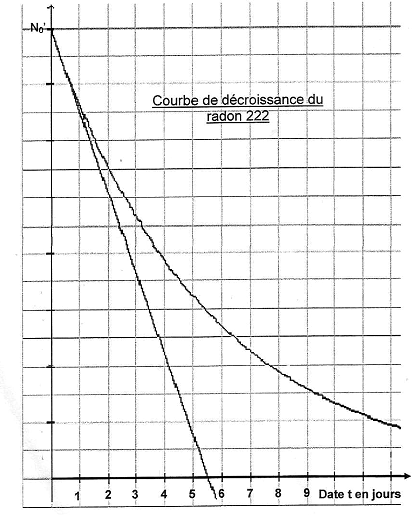 N₀'
Courbe de décroissance du
radon 222
1 2 3 4 5 6 7 8 9 Date t en jours